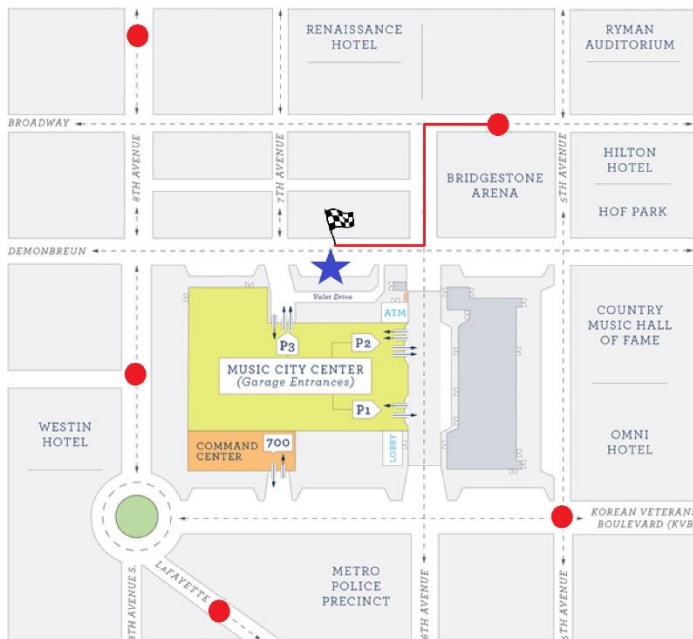 RENAISSANCE
HOTEL
RYMAN
AUDITORIUM
BROADWAY
8TH AVENUE
7TH AVENUE
5TH AVENUE
BRIDGESTONE
ARENA
HILTON
HOTEL
HOF PARK
DEMONBREUN
Valet Drive
ATM
P3
P2
MUSIC CITY CENTER
(Garage Entrances)
P1
COUNTRY
MUSIC HALL
OF FAME
WESTIN
HOTEL
COMMAND
CENTER
700
LOBBY
OMNI
HOTEL
KOREAN VETERANS
BOULEVARD (KVB
8TH AVENUE S.
LAFAYETTE
METRO
POLICE
PRECINCT
6TH AVENUE
5TH AVENUE